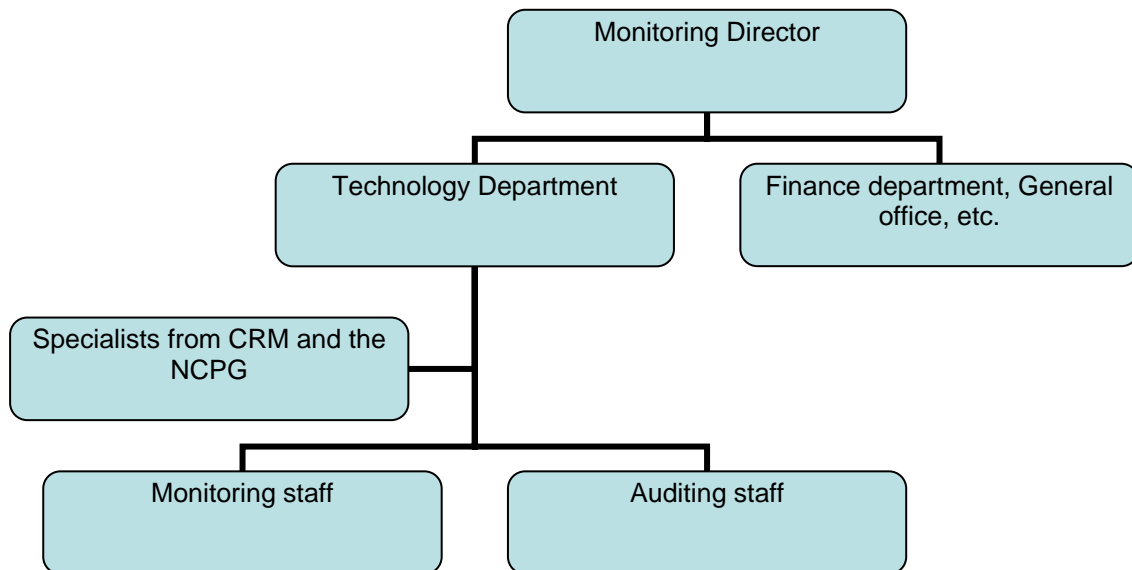 Monitoring Director
Technology Department
Finance department, General
office, etc.
Specialists from CRM and the
NCPG
Monitoring staff
Auditing staff